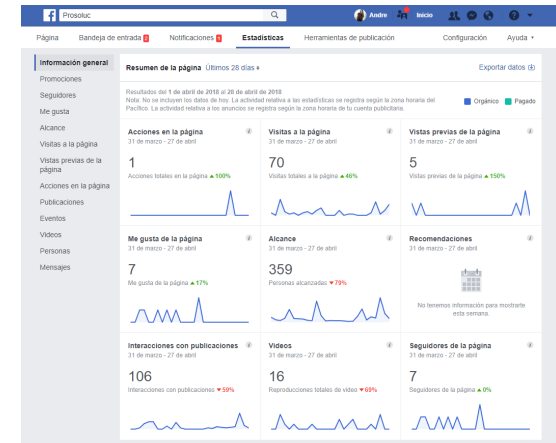 Prosoluc
Andre Inicio
Página Bandeja de entrada Notificaciones Estadísticas Herramientas de publicación Configuración Ayuda
Información general
Promociones
Seguidores
Me gusta
Alcance
Visitas a la página
Vistas previas de la página
Acciones en la página
Publicaciones
Eventos
Videos
Personas
Mensajes
Resumen de la página Últimos 28 días
Exportar datos
Resultados del 1 de abril de 2018 al 28 de abril de 2018
Nota: No se incluyen los datos de hoy. La actividad relativa a las estadísticas se registra según la zona horaria del
Pacífico. La actividad relativa a los anuncios se registra según la zona horaria de tu cuenta publicitaria.
Orgánico Pagado
Acciones en la página
31 de marzo - 27 de abril
1
Acciones totales en la página ▲100%
Visitas a la página
31 de marzo - 27 de abril
70
Visitas totales a la página ▲46%
Vistas previas de la página
31 de marzo - 27 de abril
5
Vistas previas de la página ▲150%
Me gusta de la página
31 de marzo - 27 de abril
7
Me gusta de la página ▲17%
Alcance
31 de marzo - 27 de abril
359
Personas alcanzadas ▼79%
Recomendaciones
31 de marzo - 27 de abril
No tenemos información para mostrarte
esta semana.
Interacciones con publicaciones
31 de marzo - 27 de abril
106
Interacciones con publicaciones ▼59%
Videos
31 de marzo - 27 de abril
16
Reproducciones totales de video ▼69%
Seguidores de la página
31 de marzo - 27 de abril
7
Seguidores de la página ▲0%